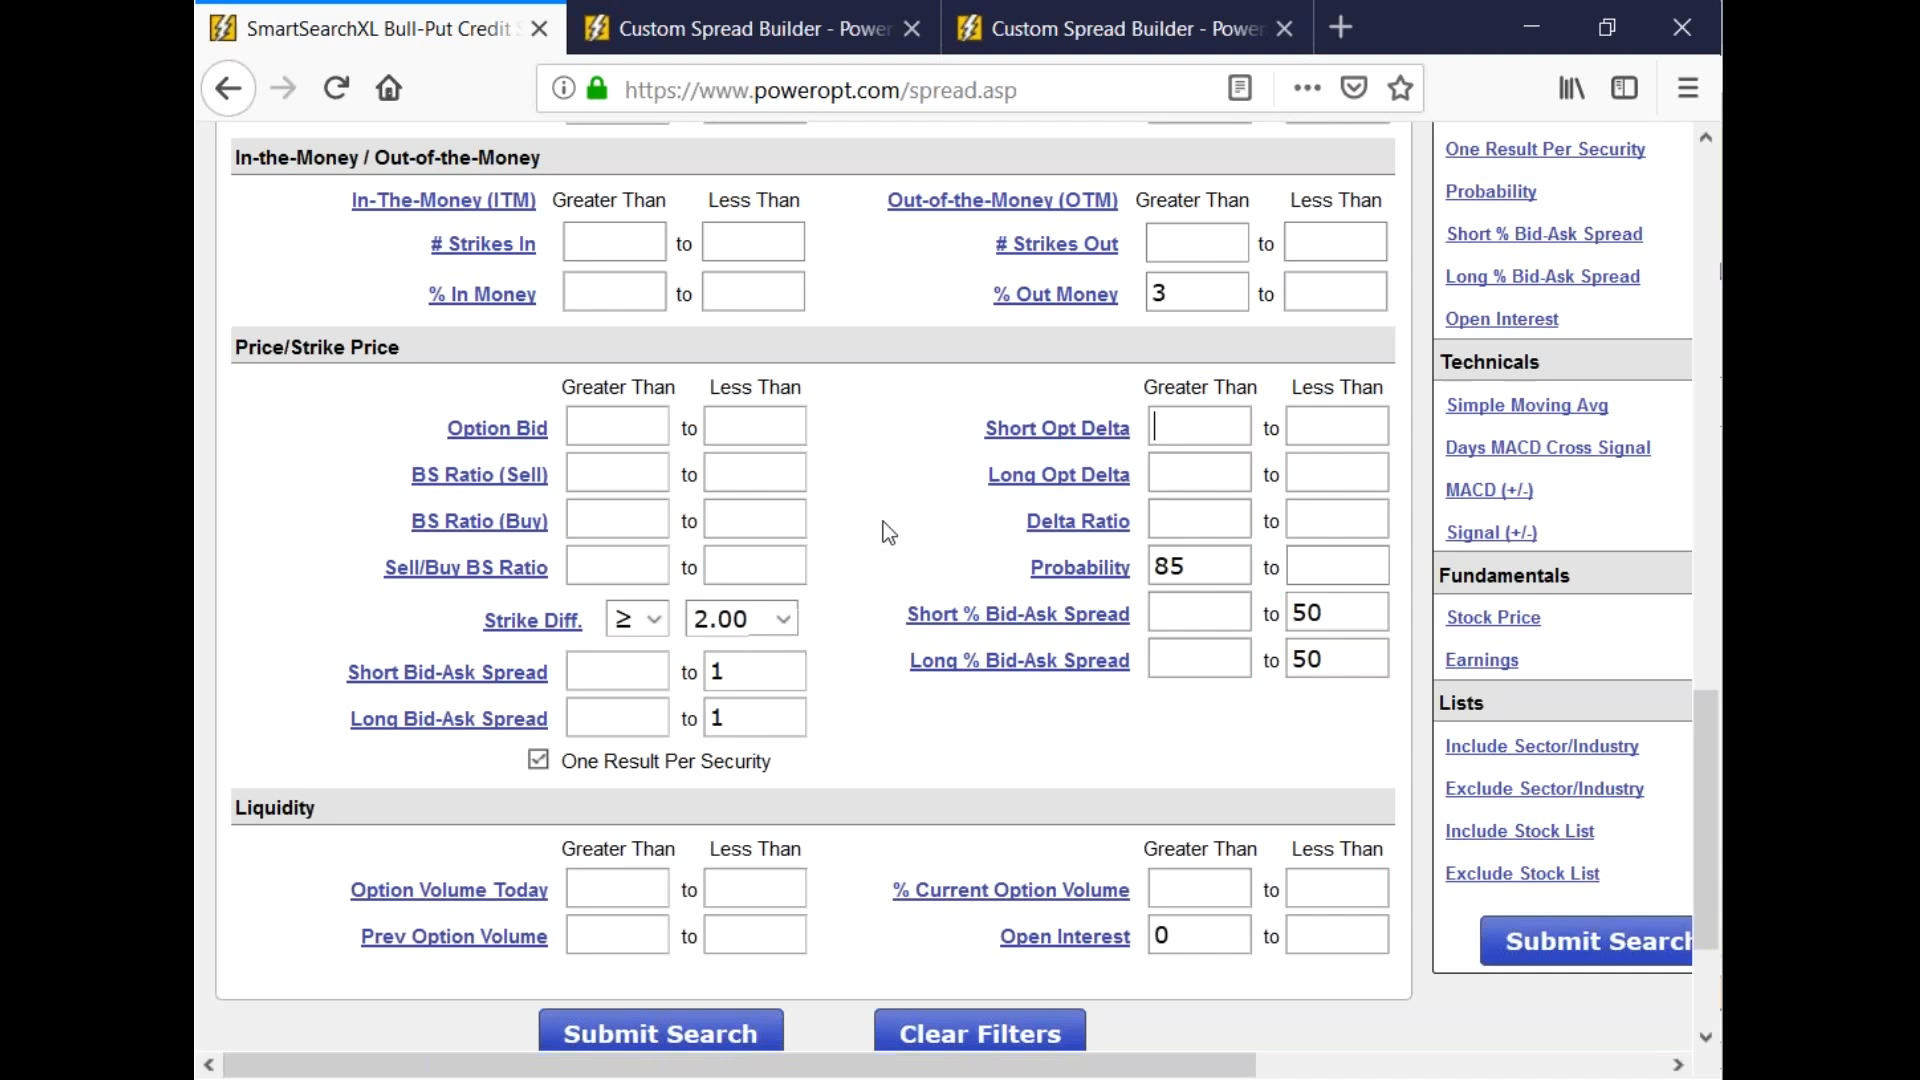 SmartSearchXL Bull-Put Credit S
Custom Spread Builder - Power
Custom Spread Builder - Power
https://www.poweropt.com/spread.asp
In-the-Money / Out-of-the-Money
In-The-Money (ITM) Greater Than Less Than Out-of-the-Money (OTM) Greater Than Less Than
# Strikes In to # Strikes Out to
% In Money to % Out Money 3 to
Price/Strike Price
Greater Than Less Than Greater Than Less Than
Option Bid to Short Opt Delta to
BS Ratio (Sell) to Long Opt Delta to
BS Ratio (Buy) to Delta Ratio to
Sell/Buy BS Ratio to Probability 85 to
Strike Diff. ≥ 2.00 Short % Bid-Ask Spread to 50
Short Bid-Ask Spread to 1 Long % Bid-Ask Spread to 50
Long Bid-Ask Spread to 1
One Result Per Security
Liquidity
Greater Than Less Than Greater Than Less Than
Option Volume Today to % Current Option Volume to
Prev Option Volume to Open Interest 0 to
Submit Search Clear Filters
One Result Per Security
Probability
Short % Bid-Ask Spread
Long % Bid-Ask Spread
Open Interest
Technicals
Simple Moving Avg
Days MACD Cross Signal
MACD (+/-)
Signal (+/-)
Fundamentals
Stock Price
Earnings
Lists
Include Sector/Industry
Exclude Sector/Industry
Include Stock List
Exclude Stock List
Submit Search